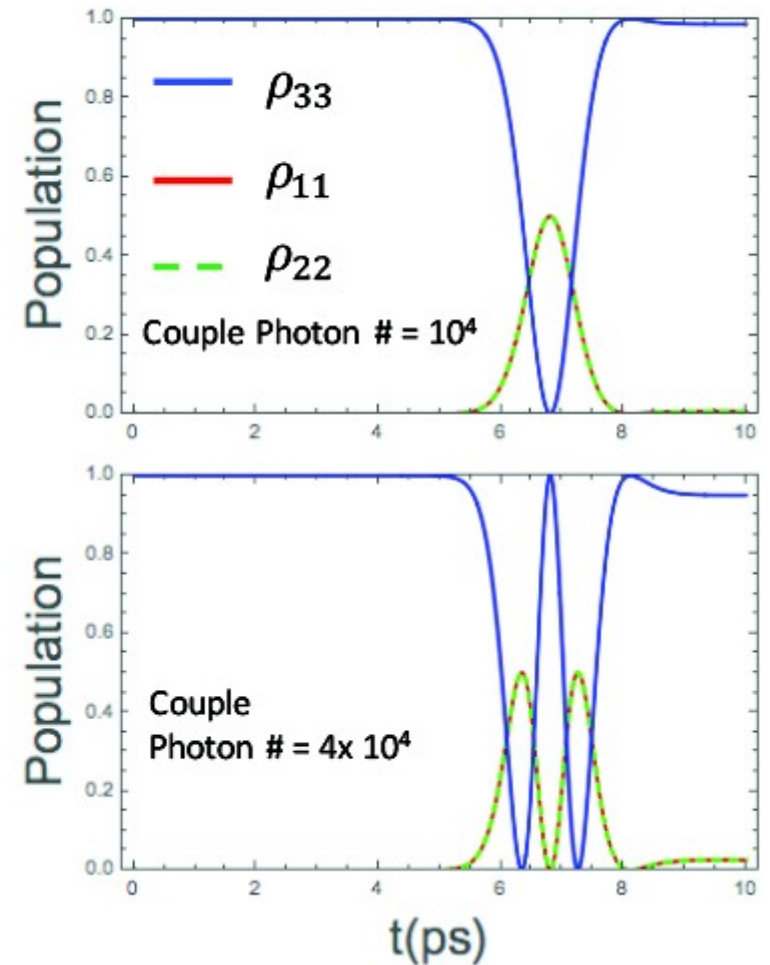 Population
1.0
0.8
0.6
0.4
0.2
0.0
ρ₃₃
ρ₁₁
ρ₂₂
Couple Photon # = 10⁴
0 2 4 6 8 10
Population
1.0
0.8
0.6
0.4
0.2
0.0
Couple
Photon # = 4x 10⁴
0 2 4 6 8 10
t(ps)